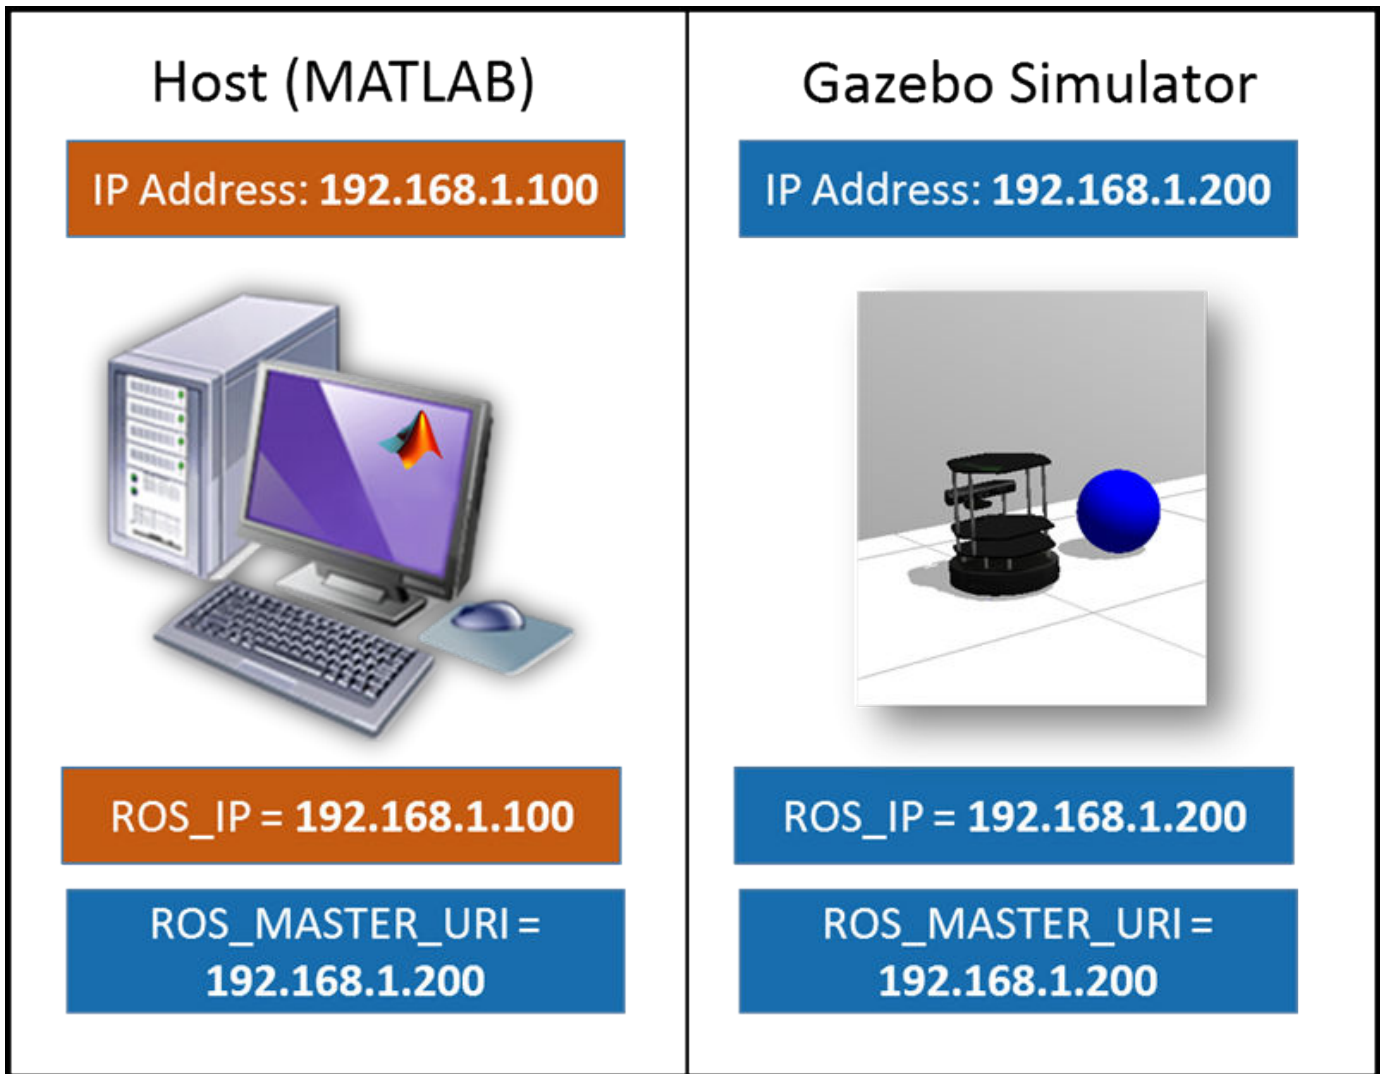 Host (MATLAB)
IP Address: 192.168.1.100
ROS_IP = 192.168.1.100
ROS_MASTER_URI =
192.168.1.200
Gazebo Simulator
IP Address: 192.168.1.200
ROS_IP = 192.168.1.200
ROS_MASTER_URI =
192.168.1.200